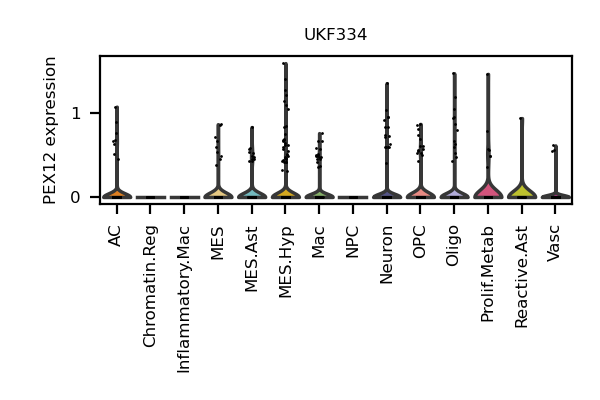 UKF334
PEX12 expression
1
0
AC
Chromatin.Reg
Inflammatory.Mac
MES
MES.Ast
MES.Hyp
Mac
NPC
Neuron
OPC
Oligo
Prolif.Metab
Reactive.Ast
Vasc